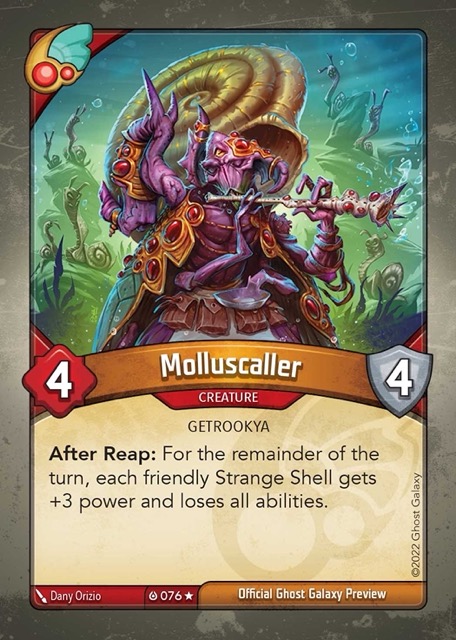 Molluscaller
4
4
CREATURE
GETROOKYA
After Reap: For the remainder of the
turn, each friendly Strange Shell gets
+3 power and loses all abilities.
©2022 Ghost Galaxy
Dany Orizio
076★
Official Ghost Galaxy Preview